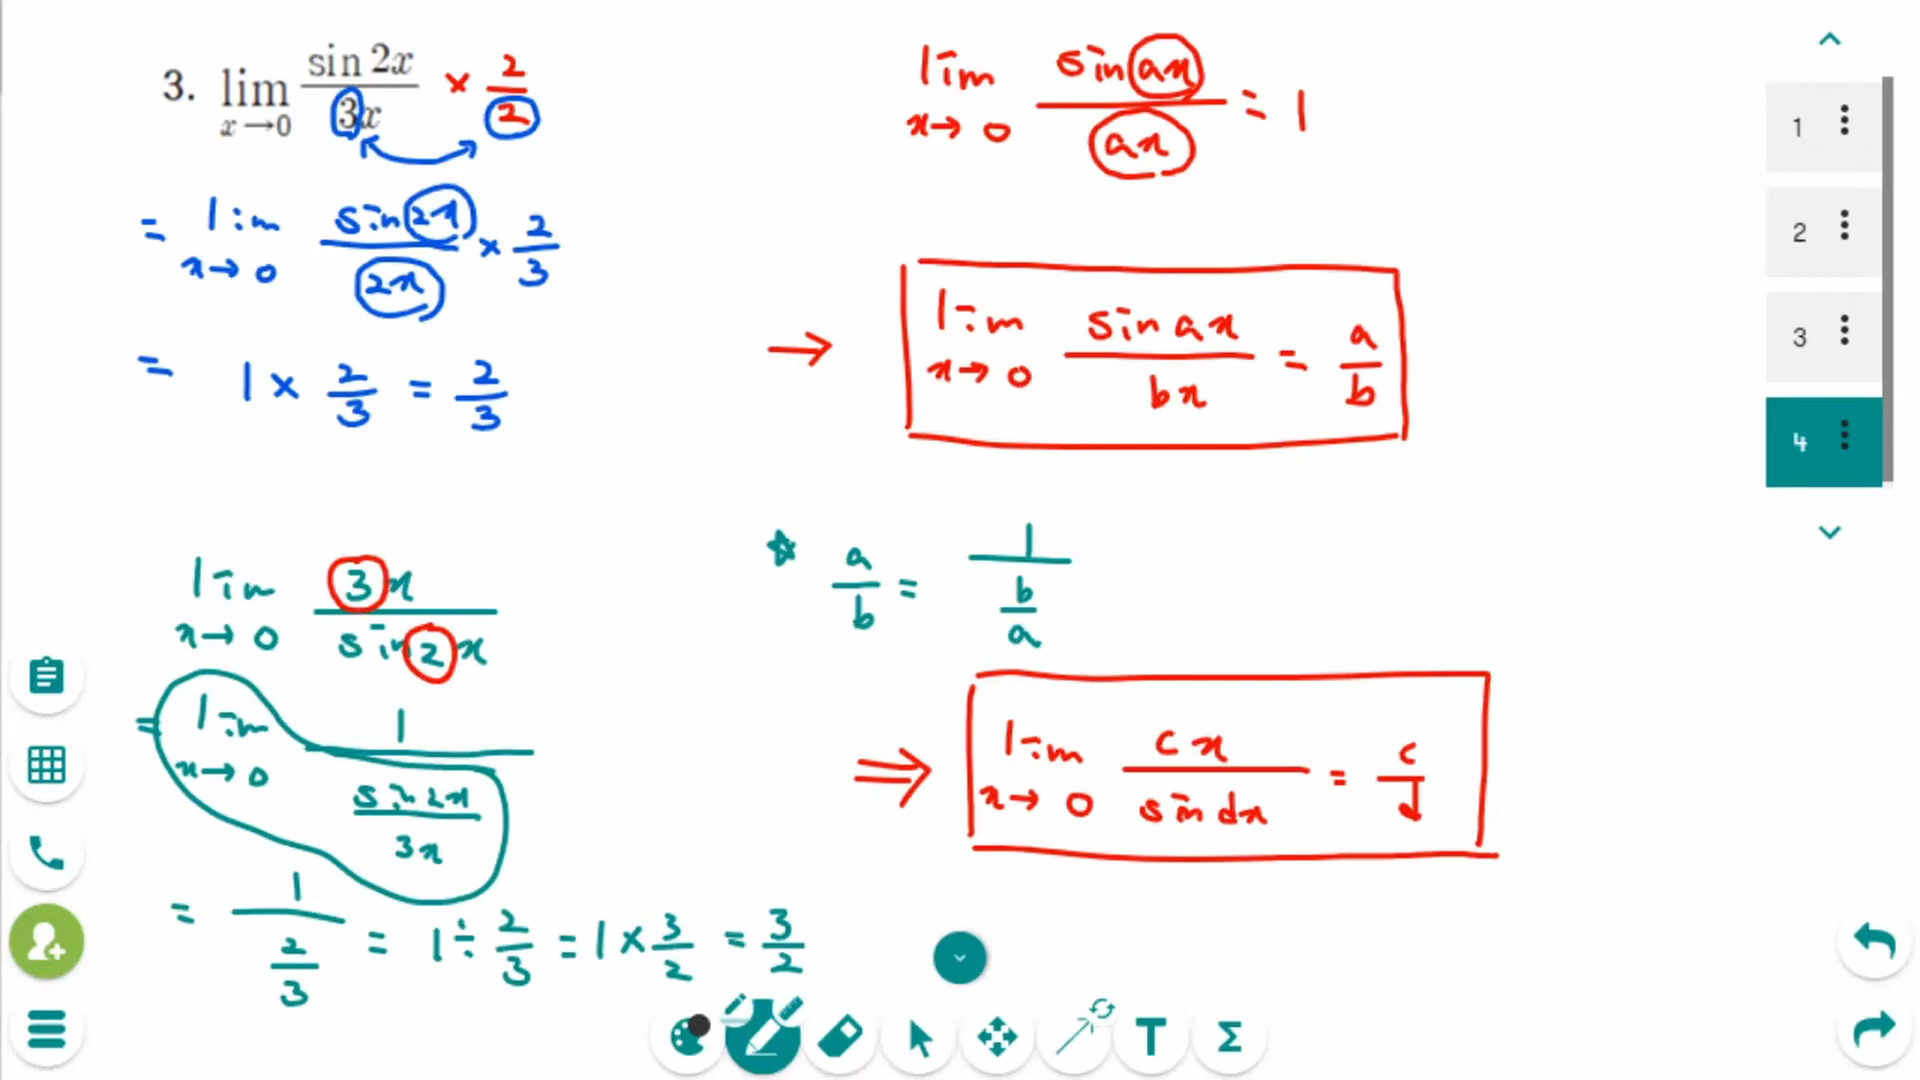 3. lim x→0 sin 2x / 3x × 2/2
= lim x→0 sin 2x / 2x × 2/3
= 1 × 2/3 = 2/3
lim x→0 3x / sin 2x
= lim x→0 1 / (sin 2x / 3x)
= 1 / (2/3) = 1 ÷ 2/3 = 1 × 3/2 = 3/2
lim x→0 sin ax / ax = 1
→ lim x→0 sin ax / bx = a/b
* a/b = 1 / (b/a)
⇒ lim x→0 cx / sin dx = c/d
1
2
3
4
T
Σ